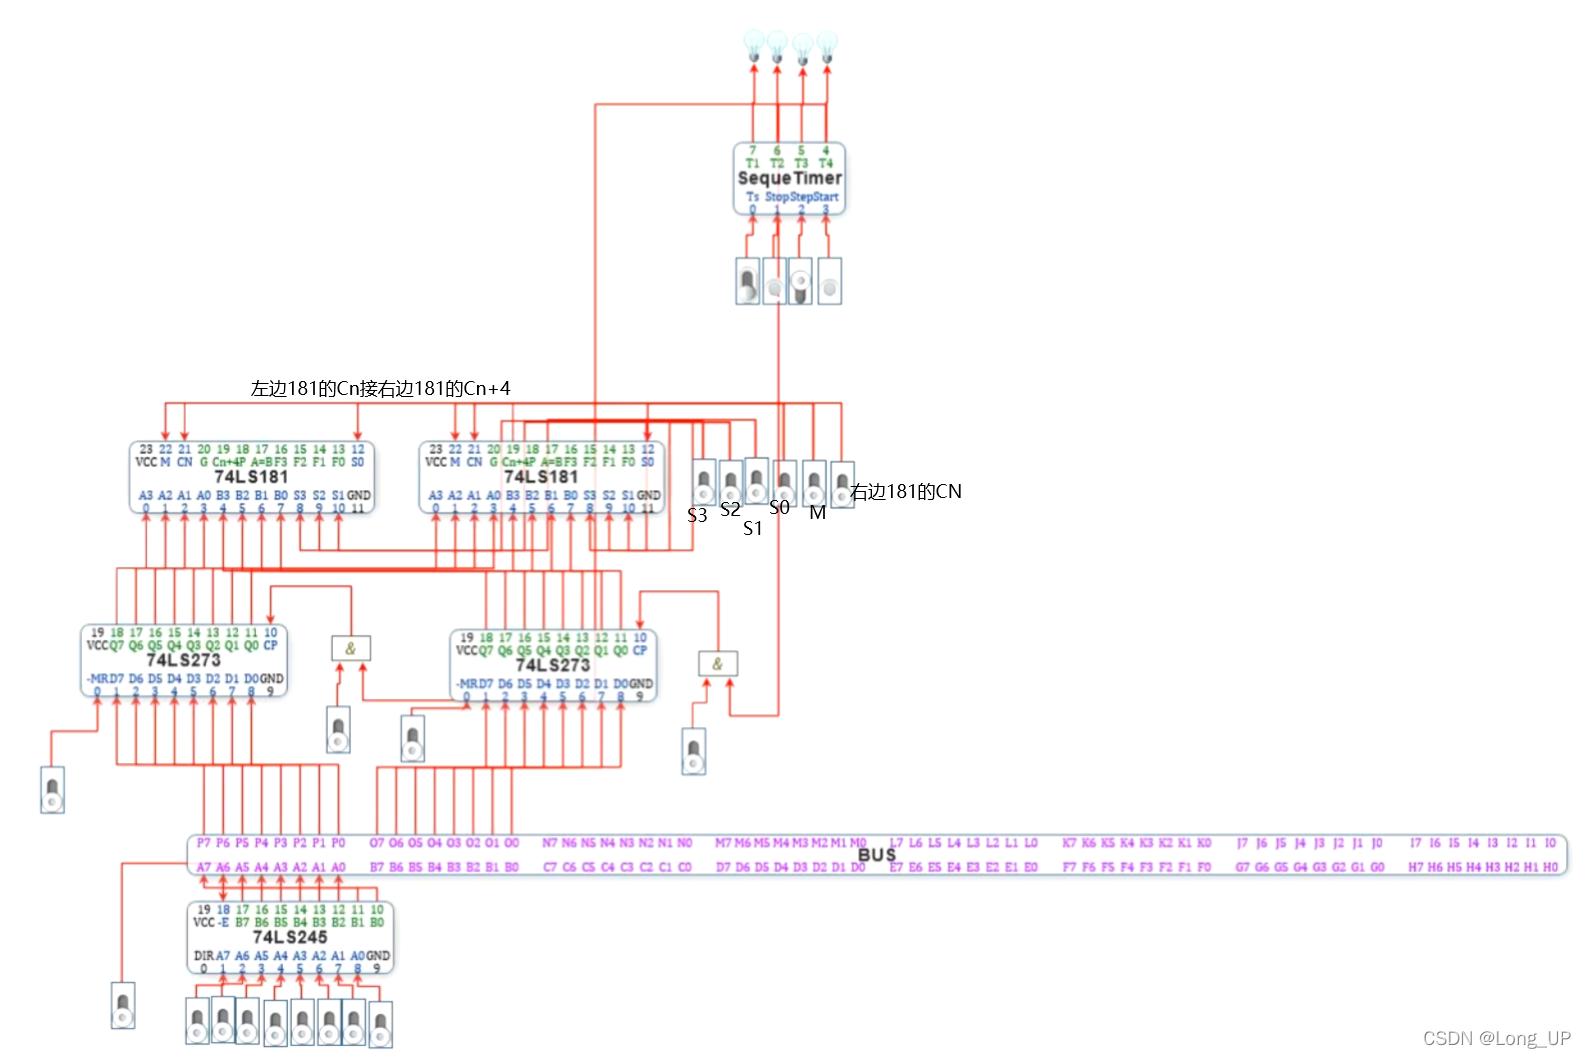 7 6 5 4
T1 T2 T3 T4
SequeTimer
Ts Stop Step Start
0 1 2 3
左边181的Cn接右边181的Cn+4
23 22 21 20 19 18 17 16 15 14 13 12
VCC M CN G Cn+4P A=BF3 F2 F1 F0 S0
74LS181
A3 A2 A1 A0 B3 B2 B1 B0 S3 S2 S1 GND
0 1 2 3 4 5 6 7 8 9 10 11
23 22 21 20 19 18 17 16 15 14 13 12
VCC M CN G Cn+4P A=BF3 F2 F1 F0 S0
74LS181
A3 A2 A1 A0 B3 B2 B1 B0 S3 S2 S1 GND
0 1 2 3 4 5 6 7 8 9 10 11
S3
S2
S1
S0
M
右边181的CN
19 18 17 16 15 14 13 12 11 10
VCC Q7 Q6 Q5 Q4 Q3 Q2 Q1 Q0 CP
74LS273
-MR D7 D6 D5 D4 D3 D2 D1 D0 GND
0 1 2 3 4 5 6 7 8 9
&
19 18 17 16 15 14 13 12 11 10
VCC Q7 Q6 Q5 Q4 Q3 Q2 Q1 Q0 CP
74LS273
-MR D7 D6 D5 D4 D3 D2 D1 D0 GND
0 1 2 3 4 5 6 7 8 9
&
P7 P6 P5 P4 P3 P2 P1 P0 O7 O6 O5 O4 O3 O2 O1 O0 N7 N6 N5 N4 N3 N2 N1 N0 M7 M6 M5 M4 M3 M2 M1 M0 L7 L6 L5 L4 L3 L2 L1 L0 K7 K6 K5 K4 K3 K2 K1 K0 J7 J6 J5 J4 J3 J2 J1 J0 I7 I6 I5 I4 I3 I2 I1 I0
BUS
A7 A6 A5 A4 A3 A2 A1 A0 B7 B6 B5 B4 B3 B2 B1 B0 C7 C6 C5 C4 C3 C2 C1 C0 D7 D6 D5 D4 D3 D2 D1 D0 E7 E6 E5 E4 E3 E2 E1 E0 F7 F6 F5 F4 F3 F2 F1 F0 G7 G6 G5 G4 G3 G2 G1 G0 H7 H6 H5 H4 H3 H2 H1 H0
19 18 17 16 15 14 13 12 11 10
VCC -E B7 B6 B5 B4 B3 B2 B1 B0
74LS245
DIR A7 A6 A5 A4 A3 A2 A1 A0 GND
0 1 2 3 4 5 6 7 8 9
CSDN @Long_UP